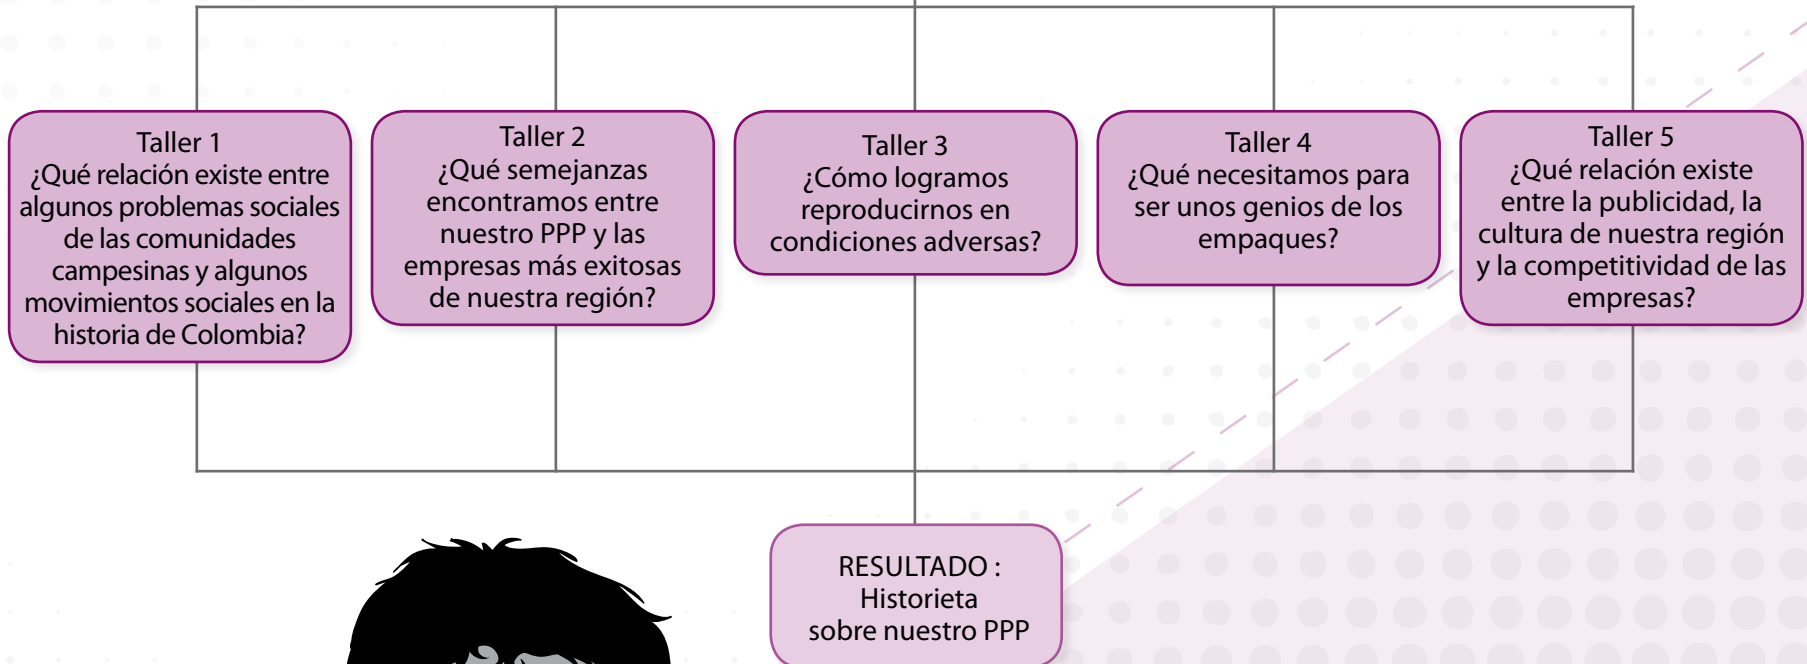 Taller 1
¿Qué relación existe entre
algunos problemas sociales
de las comunidades
campesinas y algunos
movimientos sociales en la
historia de Colombia?
Taller 2
¿Qué semejanzas
encontramos entre
nuestro PPP y las
empresas más exitosas
de nuestra región?
Taller 3
¿Cómo logramos
reproducirnos en
condiciones adversas?
Taller 4
¿Qué necesitamos para
ser unos genios de los
empaques?
Taller 5
¿Qué relación existe
entre la publicidad, la
cultura de nuestra región
y la competitividad de las
empresas?
RESULTADO :
Historieta
sobre nuestro PPP